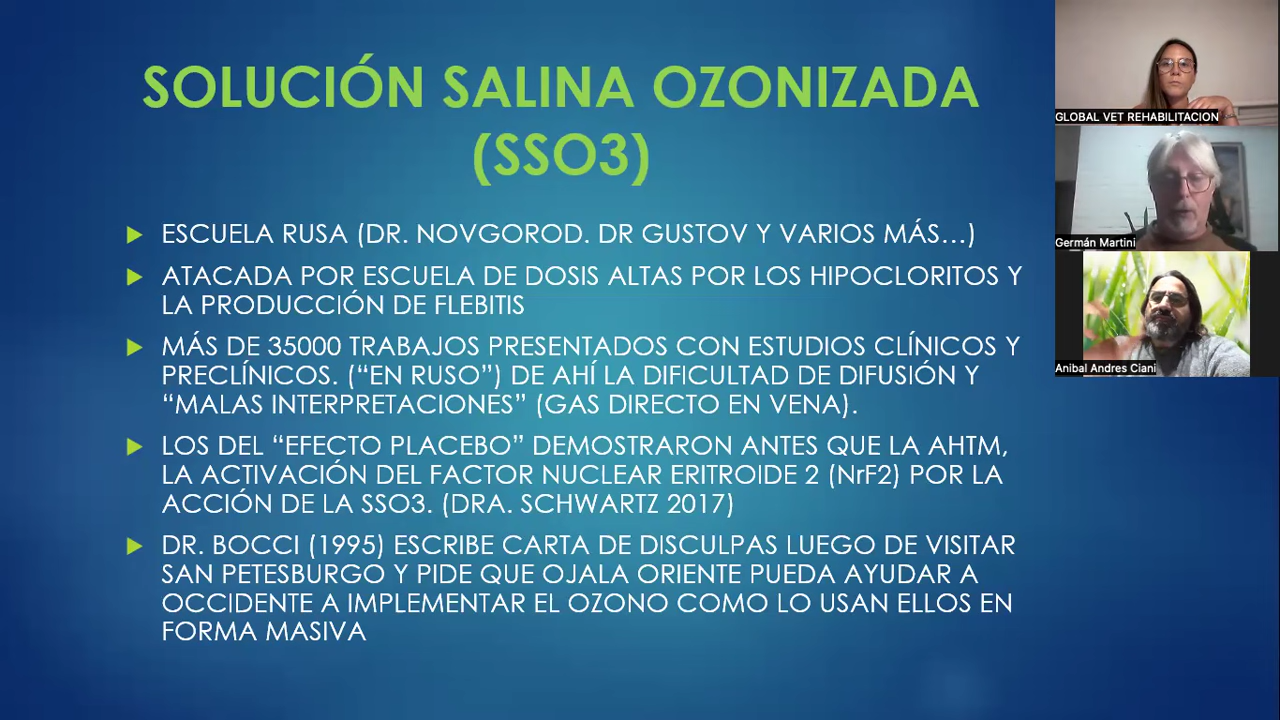 SOLUCIÓN SALINA OZONIZADA
(SSO3)
ESCUELA RUSA (DR. NOVGOROD. DR GUSTOV Y VARIOS MÁS...)
ATACADA POR ESCUELA DE DOSIS ALTAS POR LOS HIPOCLORITOS Y
LA PRODUCCIÓN DE FLEBITIS
MÁS DE 35000 TRABAJOS PRESENTADOS CON ESTUDIOS CLÍNICOS Y
PRECLÍNICOS. (“EN RUSO”) DE AHÍ LA DIFICULTAD DE DIFUSIÓN Y
“MALAS INTERPRETACIONES” (GAS DIRECTO EN VENA).
LOS DEL “EFECTO PLACEBO” DEMOSTRARON ANTES QUE LA AHTM,
LA ACTIVACIÓN DEL FACTOR NUCLEAR ERITROIDE 2 (NrF2) POR LA
ACCIÓN DE LA SSO3. (DRA. SCHWARTZ 2017)
DR. BOCCI (1995) ESCRIBE CARTA DE DISCULPAS LUEGO DE VISITAR
SAN PETESBURGO Y PIDE QUE OJALA ORIENTE PUEDA AYUDAR A
OCCIDENTE A IMPLEMENTAR EL OZONO COMO LO USAN ELLOS EN
FORMA MASIVA
GLOBAL VET REHABILITACION
Germán Martini
Anibal Andres Ciani